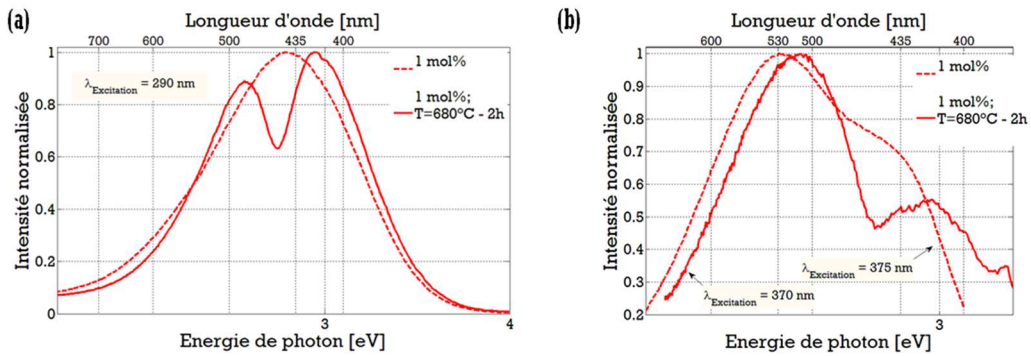 (a)
Longueur d'onde [nm]
700 600 500 435 400
1
0.8
0.6
0.4
0.2
0
Intensité normalisée
λExcitation = 290 nm
1 mol%
1 mol%;
T=680°C - 2h
3 4
Energie de photon [eV]
(b)
Longueur d'onde [nm]
600 530 500 435 400
1
0.9
0.8
0.7
0.6
0.5
0.4
0.3
0.2
Intensité normalisée
1 mol%
1 mol%;
T=680°C - 2h
λExcitation = 375 nm
λExcitation = 370 nm
3
Energie de photon [eV]